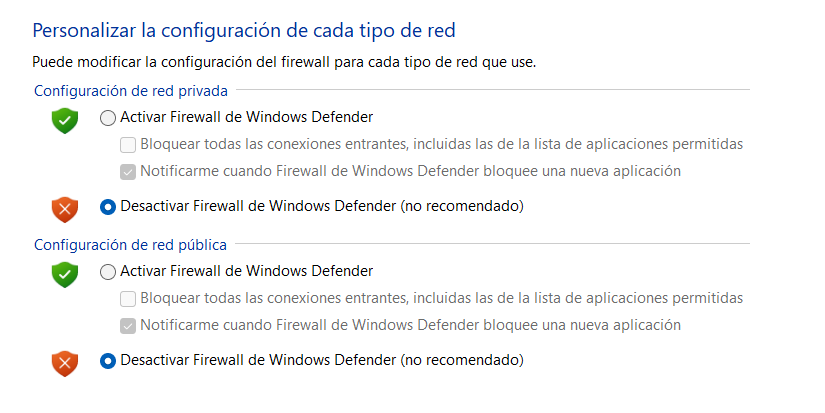 Personalizar la configuración de cada tipo de red
Puede modificar la configuración del firewall para cada tipo de red que use.
Configuración de red privada
Activar Firewall de Windows Defender
Bloquear todas las conexiones entrantes, incluidas las de la lista de aplicaciones permitidas
Notificarme cuando Firewall de Windows Defender bloquee una nueva aplicación
Desactivar Firewall de Windows Defender (no recomendado)
Configuración de red pública
Activar Firewall de Windows Defender
Bloquear todas las conexiones entrantes, incluidas las de la lista de aplicaciones permitidas
Notificarme cuando Firewall de Windows Defender bloquee una nueva aplicación
Desactivar Firewall de Windows Defender (no recomendado)